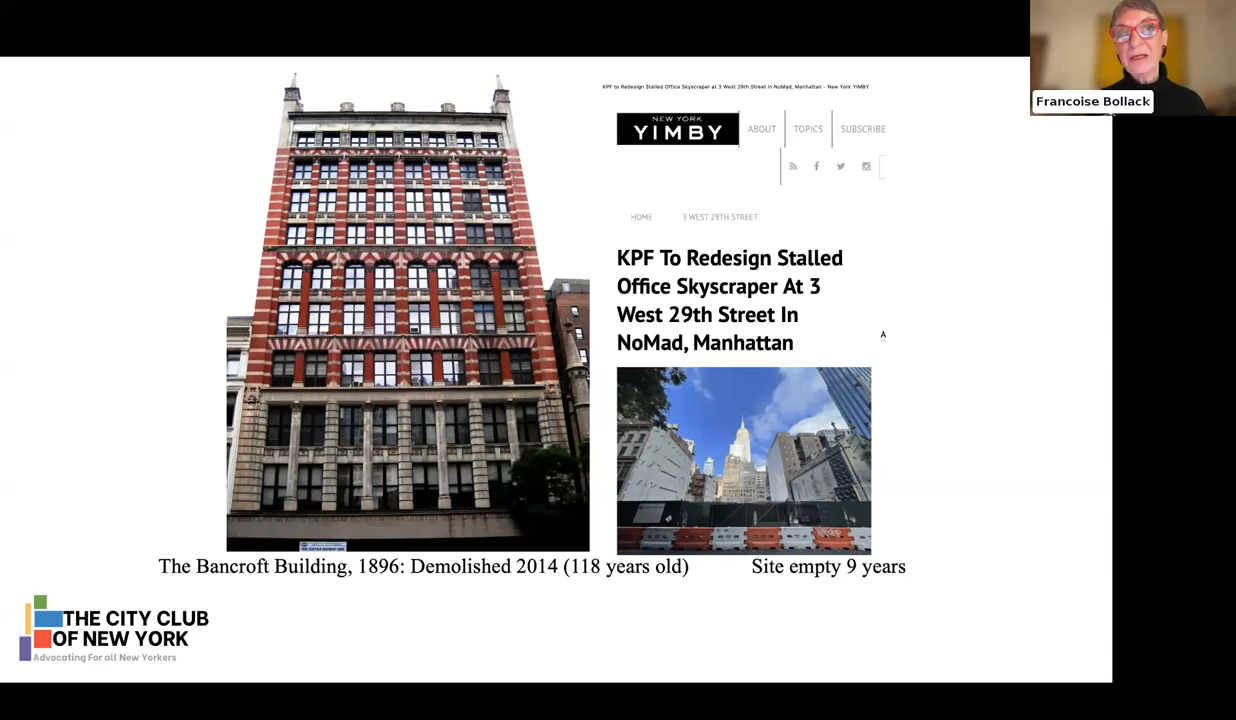 Francoise Bollack
KPF to Redesign Stalled Office Skyscraper at 3 West 29th Street in NoMad, Manhattan - New York YIMBY
NEW YORK
YIMBY
ABOUT
TOPICS
SUBSCRIBE
HOME
3 WEST 29TH STREET
KPF To Redesign Stalled
Office Skyscraper At 3
West 29th Street In
NoMad, Manhattan
A
The Bancroft Building, 1896: Demolished 2014 (118 years old)
Site empty 9 years
THE CITY CLUB
OF NEW YORK
Advocating For all New Yorkers